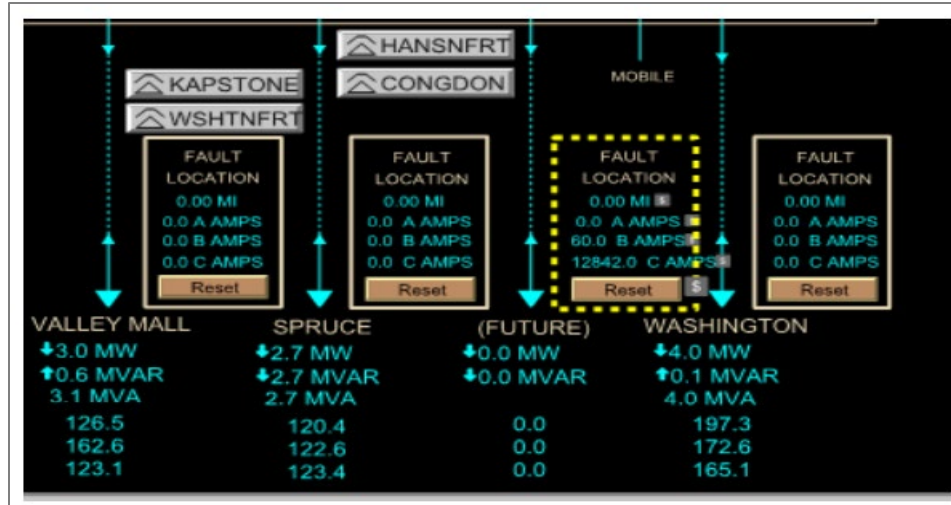 HANSNFRT
KAPSTONE
CONGDON
MOBILE
WSHTNFRT
FAULT
LOCATION
0.00 MI
0.0 A AMPS
0.0 B AMPS
0.0 C AMPS
Reset
FAULT
LOCATION
0.00 MI
0.0 A AMPS
0.0 B AMPS
0.0 C AMPS
Reset
FAULT
LOCATION
0.00 MI s
0.0 A AMPS
60.0 B AMPS
12842.0 C AMPS s
Reset $
FAULT
LOCATION
0.00 MI
0.0 A AMPS
0.0 B AMPS
0.0 C AMPS
Reset
VALLEY MALL
3.0 MW
0.6 MVAR
3.1 MVA
126.5
162.6
123.1
SPRUCE
2.7 MW
2.7 MVAR
2.7 MVA
120.4
122.6
123.4
(FUTURE)
0.0 MW
0.0 MVAR
0.0
0.0
0.0
WASHINGTON
4.0 MW
0.1 MVAR
4.0 MVA
197.3
172.6
165.1